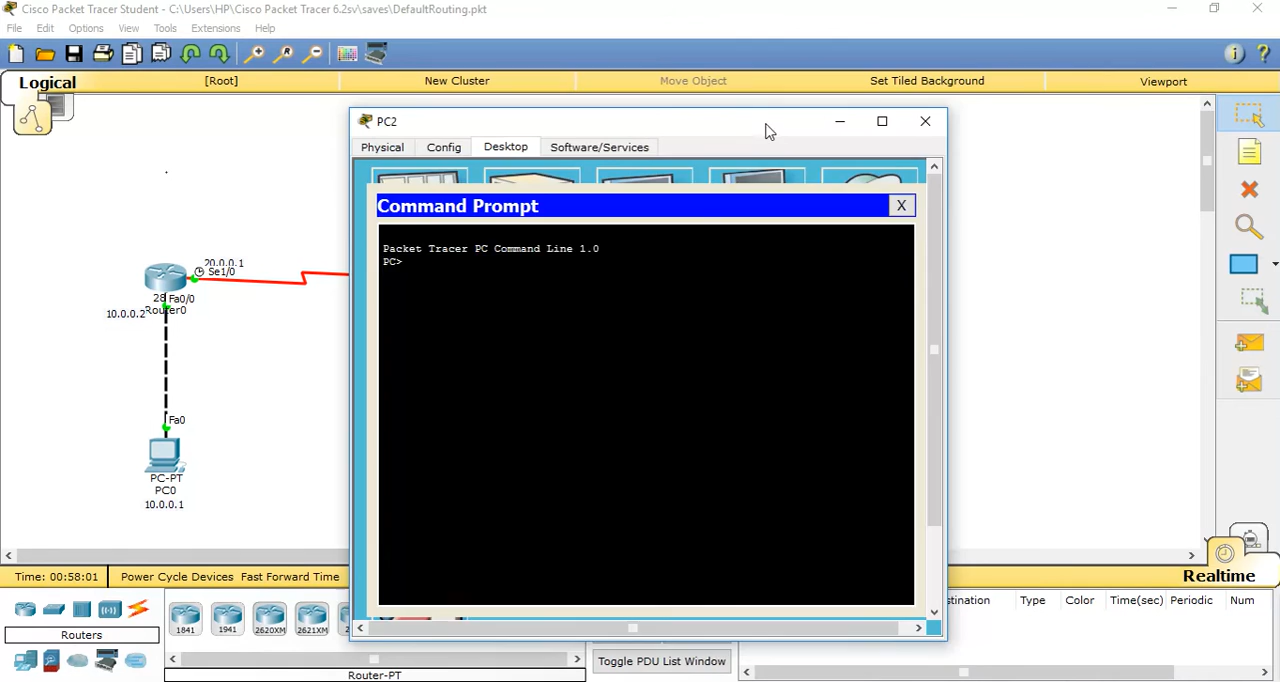 Cisco Packet Tracer Student - C:\Users\HP\Cisco Packet Tracer 6.2sv\saves\DefaultRouting.pkt
File Edit Options View Tools Extensions Help
Logical [Root] New Cluster Move Object Set Tiled Background Viewport
PC2
Physical Config Desktop Software/Services
Command Prompt X
Packet Tracer PC Command Line 1.0
PC>
20.0.0.1
Se1/0
28 Fa0/0
Router0
10.0.0.2
Fa0
PC-PT
PC0
10.0.0.1
Time: 00:58:01 Power Cycle Devices Fast Forward Time
Realtime
Routers
1841 1941 2620XM 2621XM
Router-PT
Toggle PDU List Window
stination Type Color Time(sec) Periodic Num